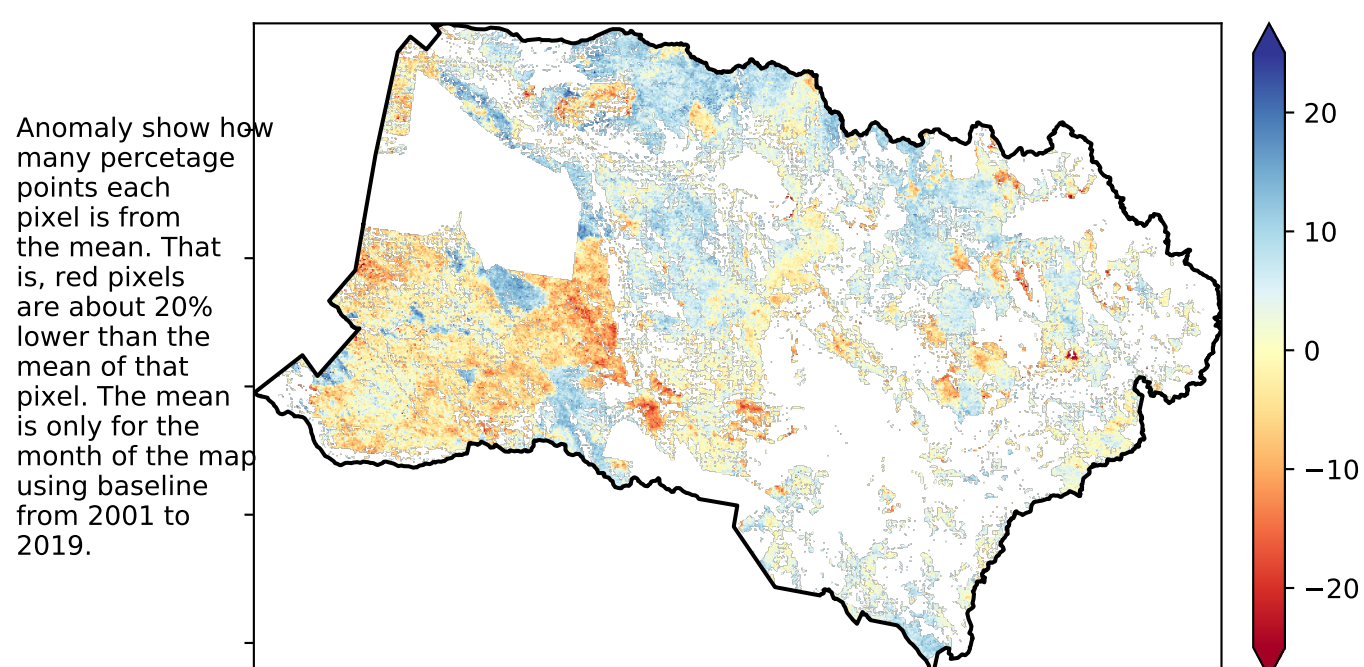 Anomaly show how
many percetage
points each
pixel is from
the mean. That
is, red pixels
are about 20%
lower than the
mean of that
pixel. The mean
is only for the
month of the map
using baseline
from 2001 to
2019.
20
10
0
−10
−20